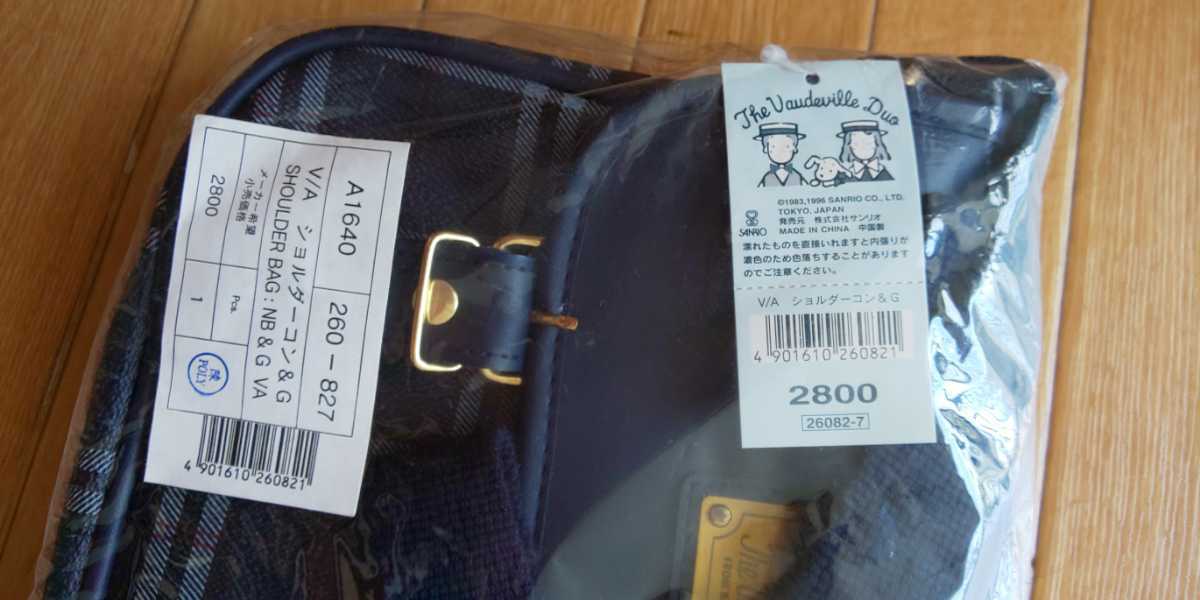 A1640
260-827
V/A ショルダーコン&G
SHOULDER BAG : NB & G VA
メーカー希望
小売価格
Pcs.
2800
1
陳
POLY
4 901610 260821
The Vaudeville Duo
©1983,1996 SANRIO CO., LTD.
TOKYO, JAPAN
発売元 株式会社サンリオ
SANRIO
MADE IN CHINA 中国製
濡れたものを直接いれますと内張りが
濃色のため色落ちすることがあります
のでご注意ください。
V/A ショルダーコン&G
4 901610 260821
2800
26082-7
The